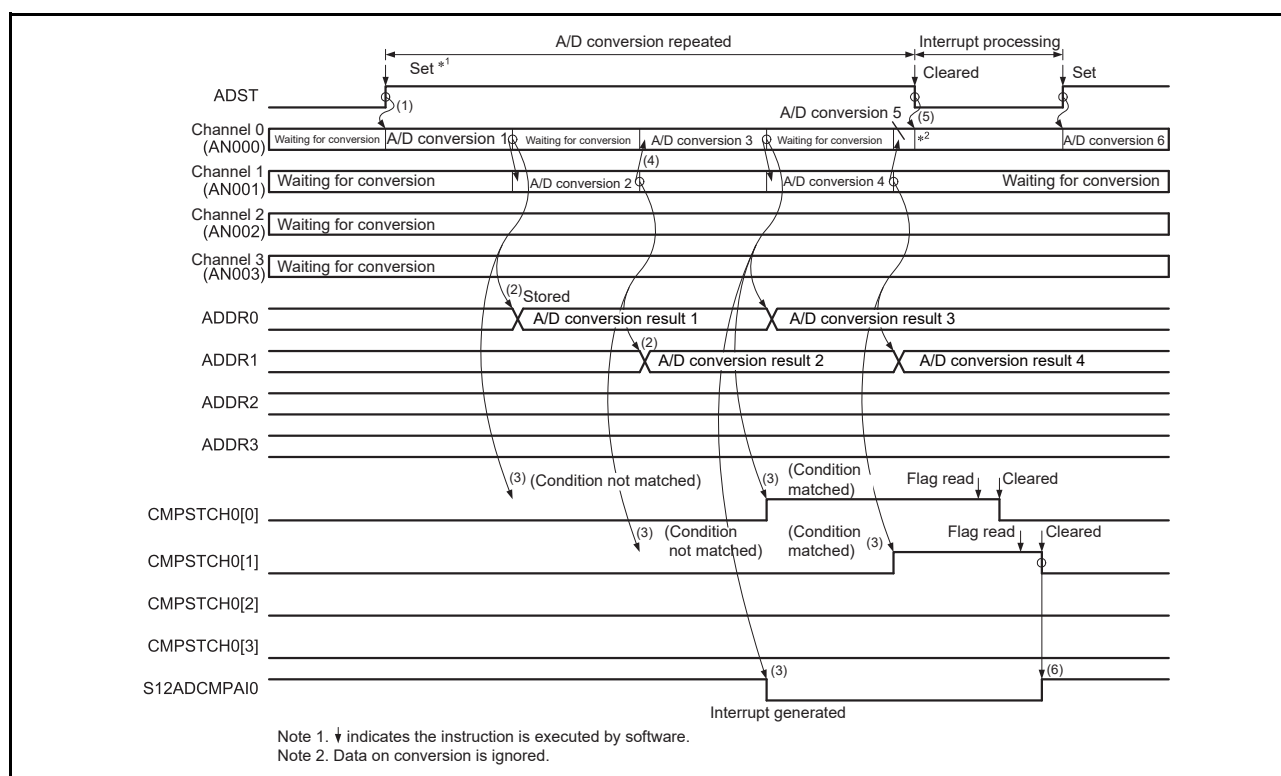 A/D conversion repeated
Interrupt processing
Set *1
Cleared
Set
ADST
(1)
A/D conversion 5
(5)
Channel 0
(AN000)
Waiting for conversion
A/D conversion 1
Waiting for conversion
A/D conversion 3
Waiting for conversion
*2
A/D conversion 6
(4)
Channel 1
(AN001)
Waiting for conversion
A/D conversion 2
A/D conversion 4
Waiting for conversion
Channel 2
(AN002)
Waiting for conversion
Channel 3
(AN003)
Waiting for conversion
(2) Stored
ADDR0
A/D conversion result 1
A/D conversion result 3
(2)
ADDR1
A/D conversion result 2
A/D conversion result 4
ADDR2
ADDR3
(3) (Condition not matched)
(3)
(Condition
matched)
Flag read
Cleared
CMPSTCH0[0]
(3)
(Condition
not matched)
(Condition
matched)
(3)
Flag read
Cleared
CMPSTCH0[1]
CMPSTCH0[2]
CMPSTCH0[3]
(3)
(6)
S12ADCMPAI0
Interrupt generated
Note 1. ↓ indicates the instruction is executed by software.
Note 2. Data on conversion is ignored.